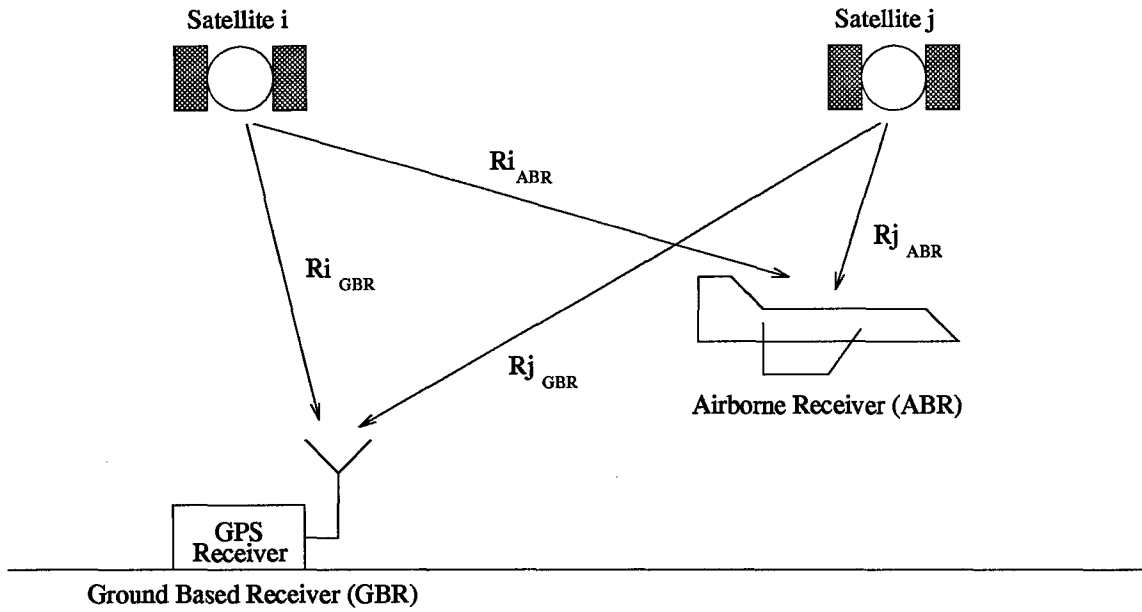 Satellite i
Satellite j
Ri ABR
Rj ABR
Ri GBR
Rj GBR
Airborne Receiver (ABR)
GPS
Receiver
Ground Based Receiver (GBR)